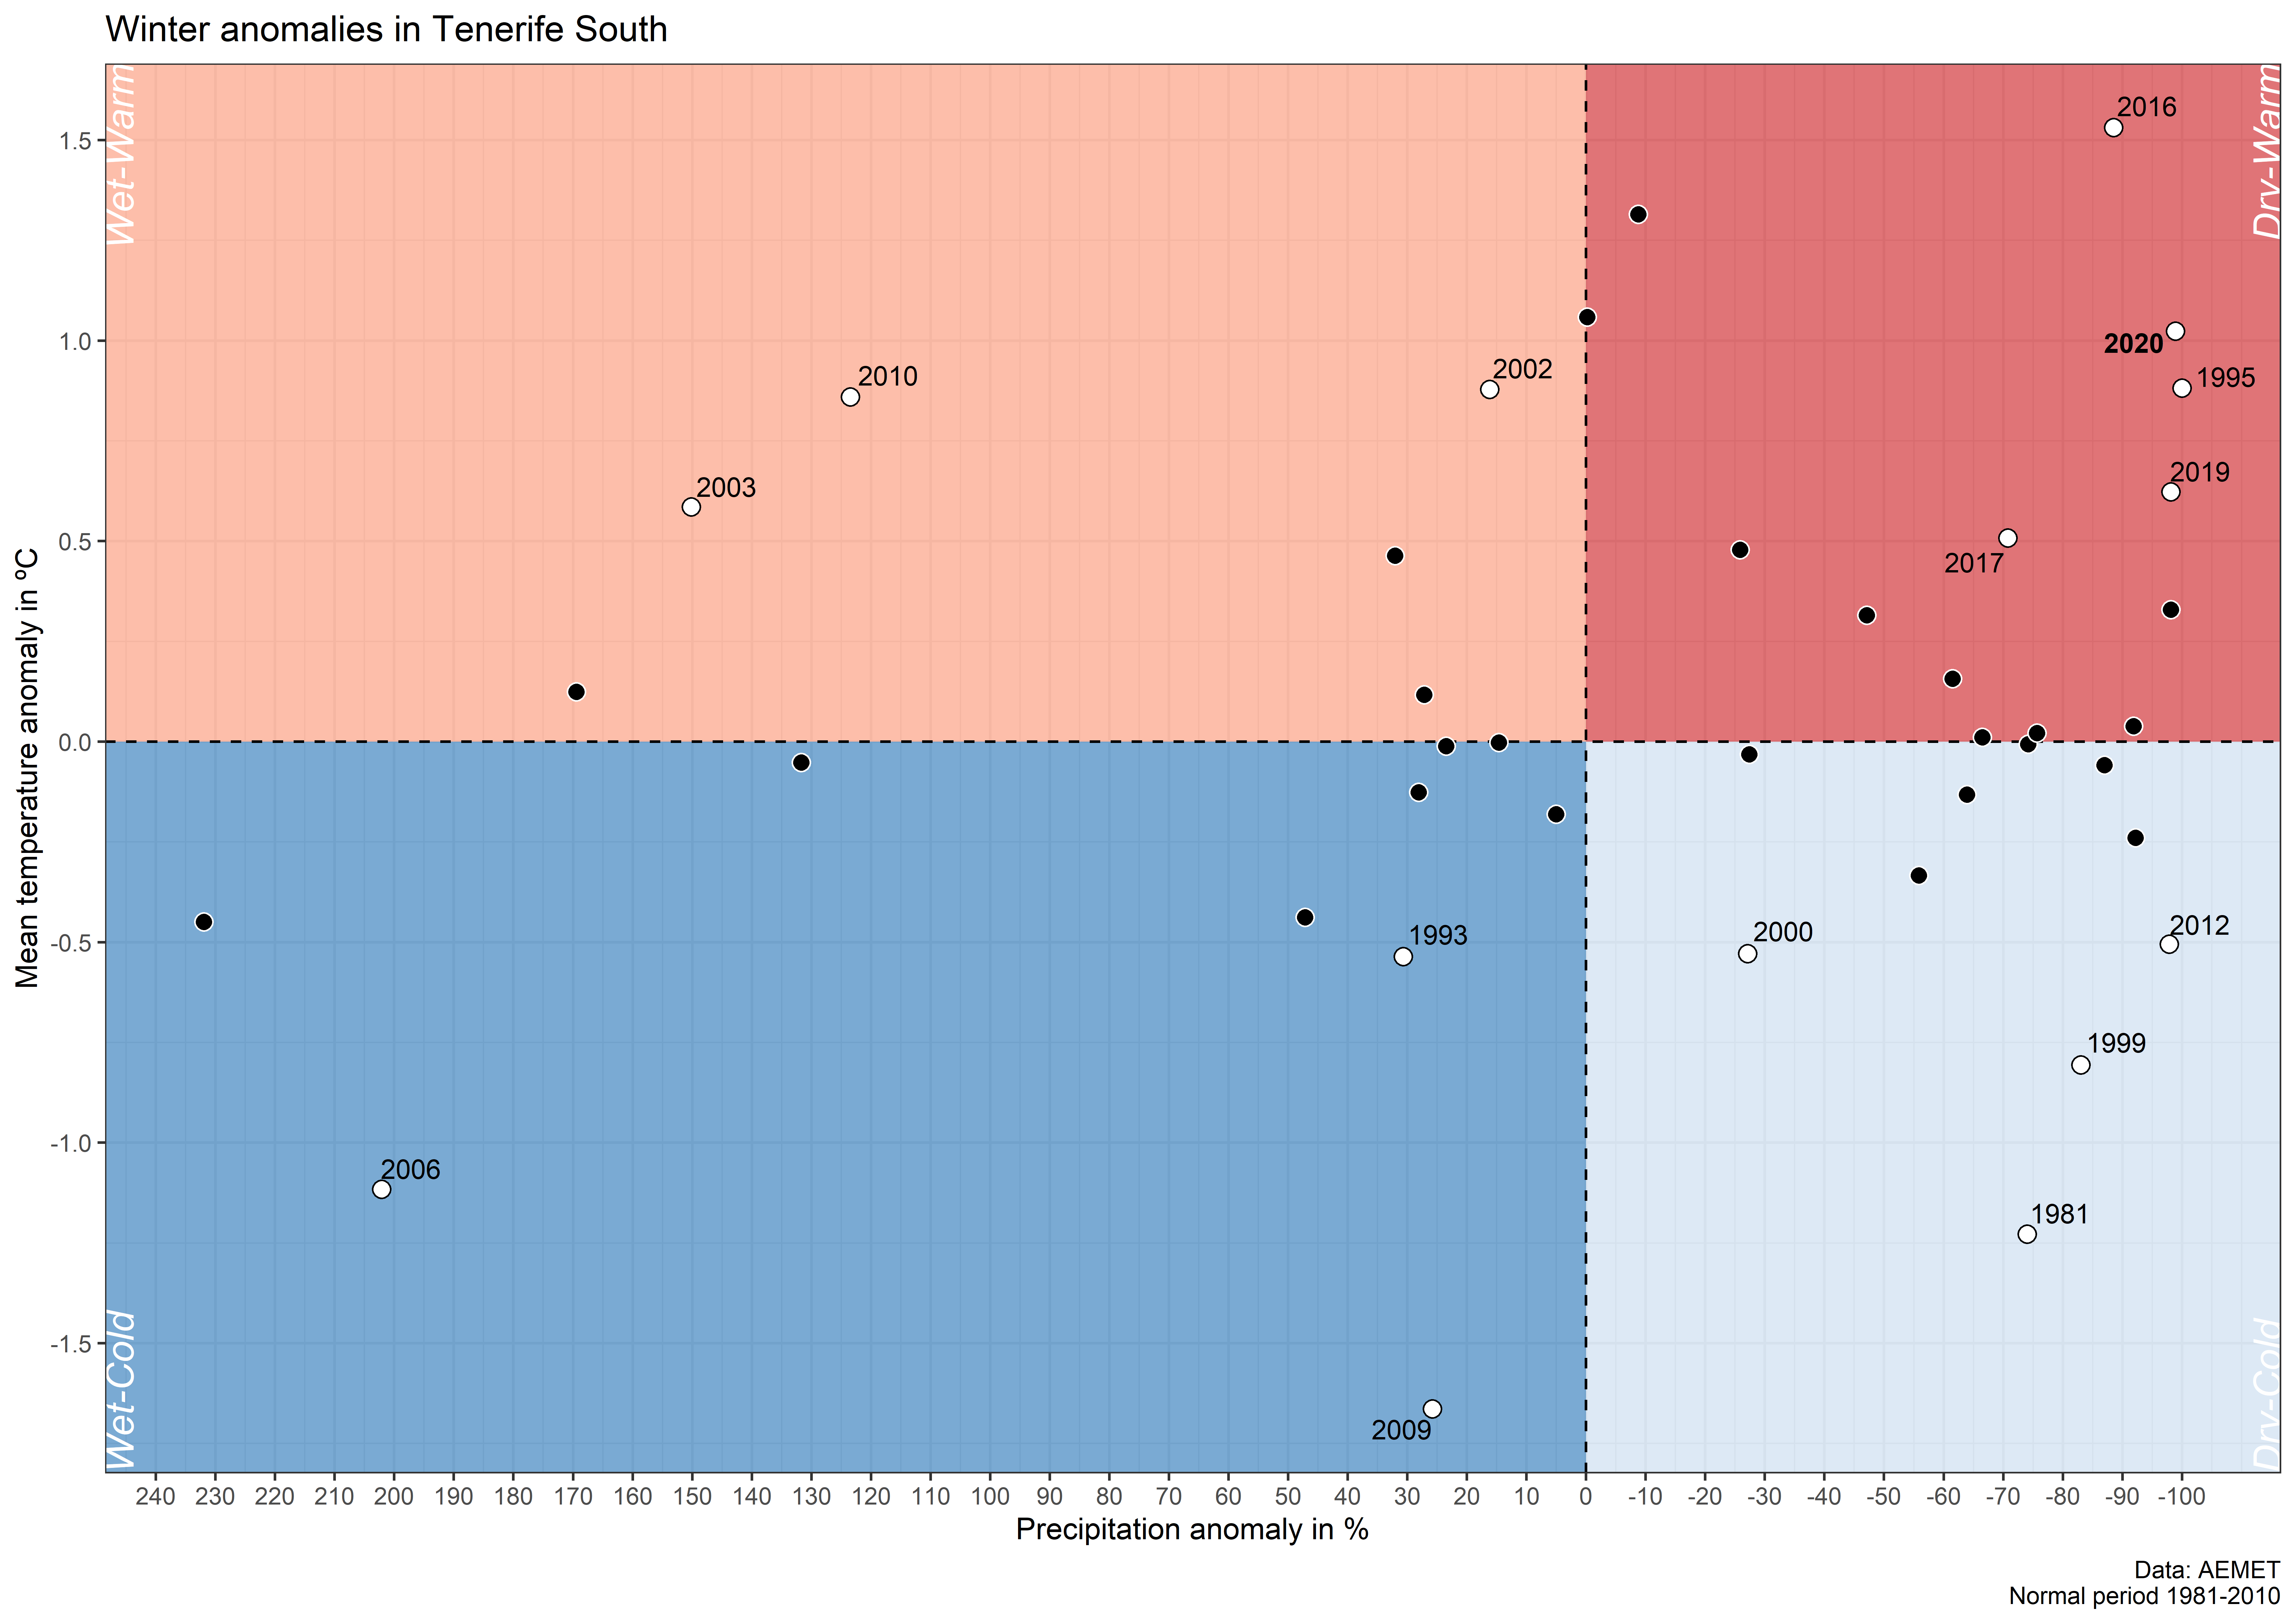 Winter anomalies in Tenerife South
Wet-Warm
Dry-Warm
2016
1.5
1.0
2020
2010
2002
1995
2003
2019
0.5
2017
Mean temperature anomaly in ºC
0.0
-0.5
1993
2000
2012
1999
-1.0
2006
1981
-1.5
Wet-Cold
Dry-Cold
2009
240 230 220 210 200 190 180 170 160 150 140 130 120 110 100 90 80 70 60 50 40 30 20 10 0 -10 -20 -30 -40 -50 -60 -70 -80 -90 -100
Precipitation anomaly in %
Data: AEMET
Normal period 1981-2010